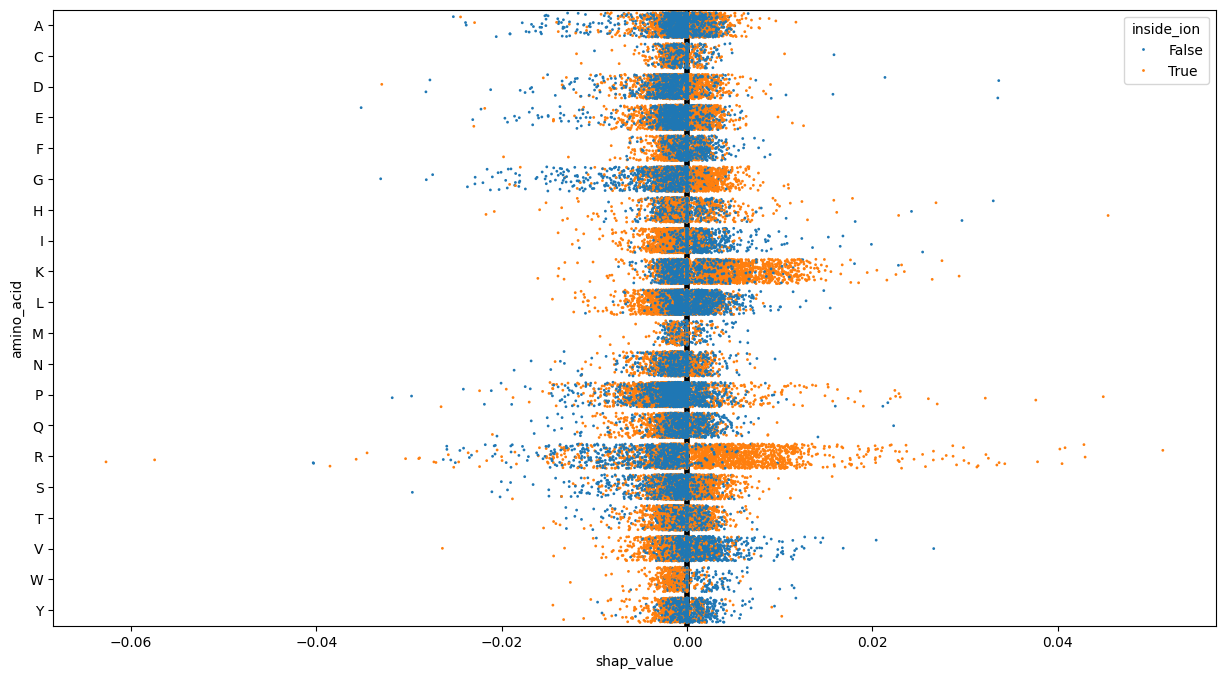 A
C
D
E
F
G
H
I
K
L
M
N
P
Q
R
S
T
V
W
Y
amino_acid
−0.06
−0.04
−0.02
0.00
0.02
0.04
shap_value
inside_ion
False
True